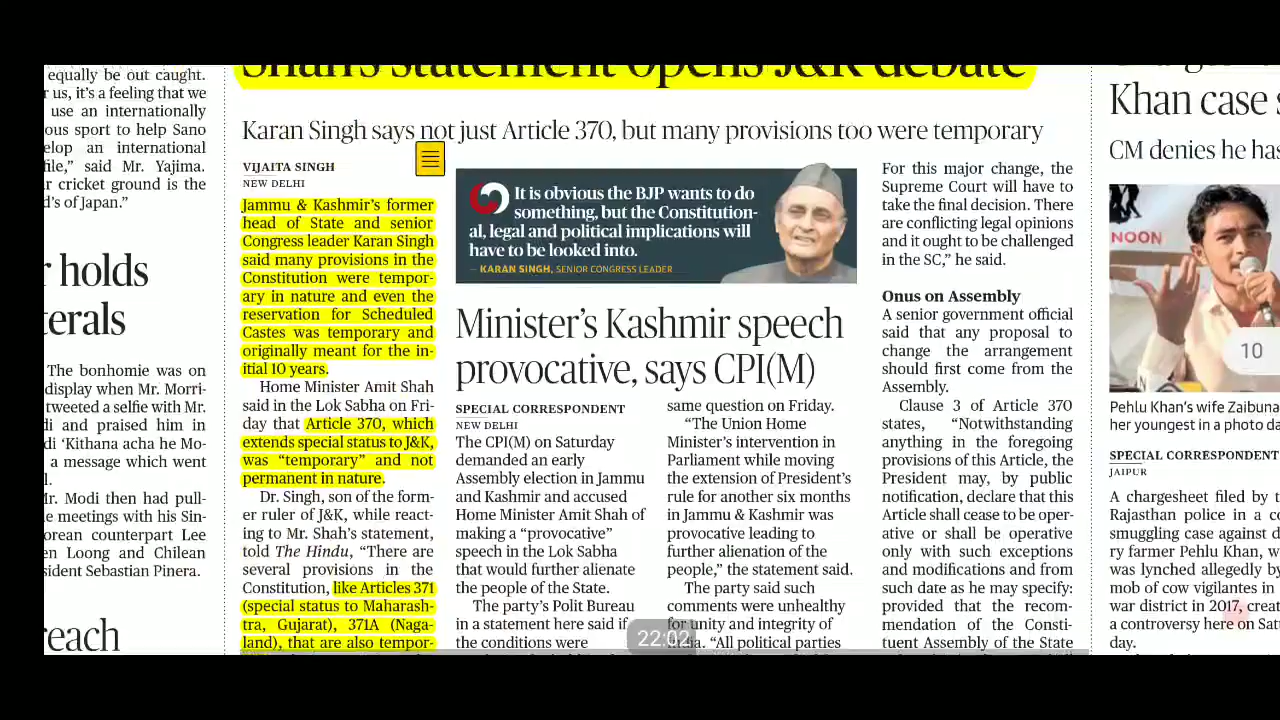 equally be out caught.
r us, it's a feeling that we
use an internationally
ous sport to help Sano
elop an international
file," said Mr. Yajima.
r cricket ground is the
d's of Japan."
r holds
terals
The bonhomie was on
display when Mr. Morri-
tweeted a selfie with Mr.
di and praised him in
di 'Kithana acha he Mo-
a message which went
l.
Mr. Modi then had pull-
e meetings with his Sin-
orean counterpart Lee
en Loong and Chilean
sident Sebastian Pinera.
reach
Shah's statement opens J&K debate
Karan Singh says not just Article 370, but many provisions too were temporary
VIJAITA SINGH
NEW DELHI
Jammu & Kashmir's former
head of State and senior
Congress leader Karan Singh
said many provisions in the
Constitution were tempor-
ary in nature and even the
reservation for Scheduled
Castes was temporary and
originally meant for the in-
itial 10 years.
Home Minister Amit Shah
said in the Lok Sabha on Fri-
day that Article 370, which
extends special status to J&K,
was "temporary" and not
permanent in nature.
Dr. Singh, son of the form-
er ruler of J&K, while react-
ing to Mr. Shah's statement,
told The Hindu, "There are
several provisions in the
Constitution, like Articles 371
(special status to Maharash-
tra, Gujarat), 371A (Naga-
land), that are also tempor-
It is obvious the BJP wants to do
something, but the Constitution-
al, legal and political implications will
have to be looked into.
— KARAN SINGH, SENIOR CONGRESS LEADER
Minister's Kashmir speech
provocative, says CPI(M)
SPECIAL CORRESPONDENT
NEW DELHI
The CPI(M) on Saturday
demanded an early
Assembly election in Jammu
and Kashmir and accused
Home Minister Amit Shah of
making a "provocative"
speech in the Lok Sabha
that would further alienate
the people of the State.
The party's Polit Bureau
in a statement here said if
the conditions were
same question on Friday.
"The Union Home
Minister's intervention in
Parliament while moving
the extension of President's
rule for another six months
in Jammu & Kashmir was
provocative leading to
further alienation of the
people," the statement said.
The party said such
comments were unhealthy
for unity and integrity of
India. "All political parties
22:02
For this major change, the
Supreme Court will have to
take the final decision. There
are conflicting legal opinions
and it ought to be challenged
in the SC," he said.
Onus on Assembly
A senior government official
said that any proposal to
change the arrangement
should first come from the
Assembly.
Clause 3 of Article 370
states, "Notwithstanding
anything in the foregoing
provisions of this Article, the
President may, by public
notification, declare that this
Article shall cease to be oper-
ative or shall be operative
only with such exceptions
and modifications and from
such date as he may specify:
provided that the recom-
mendation of the Consti-
tuent Assembly of the State
Khan case
CM denies he has
NOON
10
Pehlu Khan's wife Zaibuna
her youngest in a photo
SPECIAL CORRESPONDENT
JAIPUR
A chargesheet filed by t
Rajasthan police in a co
smuggling case against d
ry farmer Pehlu Khan, w
was lynched allegedly by
mob of cow vigilantes in
war district in 2017, creat
a controversy here on Sat
day.